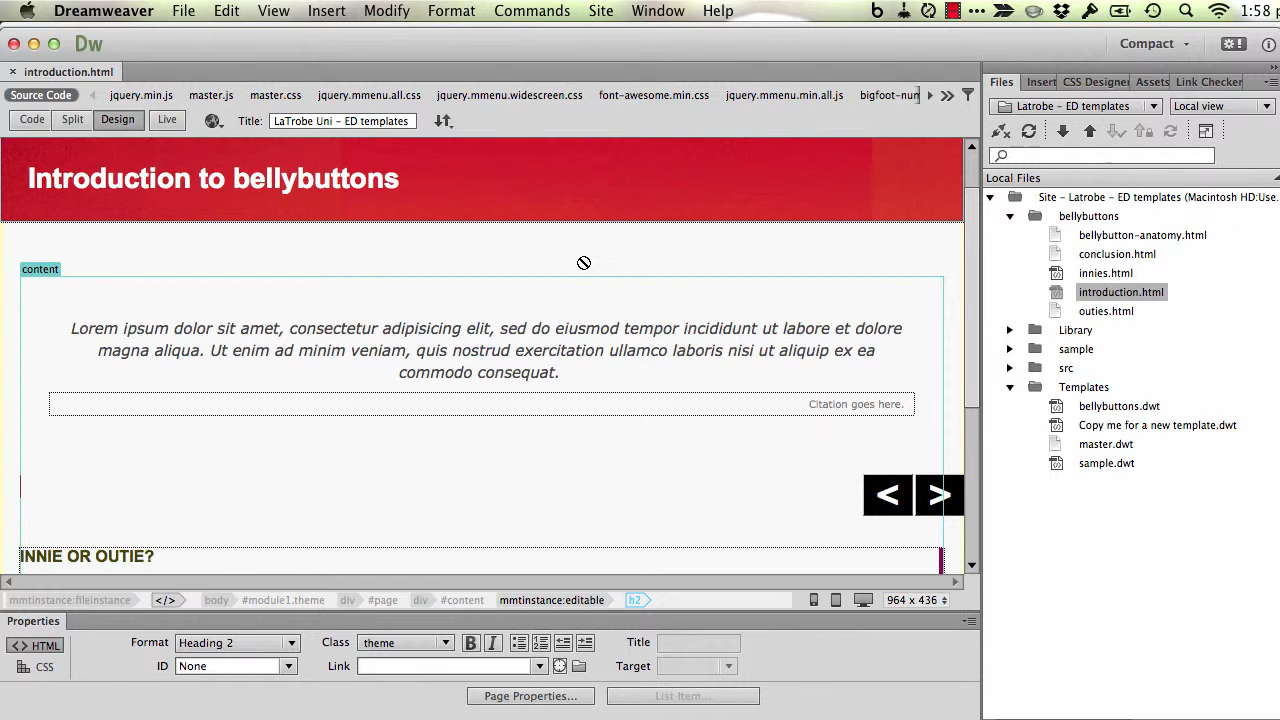 Dreamweaver File Edit View Insert Modify Format Commands Site Window Help 1:58
Dw Compact
introduction.html
Files Insert CSS Designer Assets Link Checker
Source Code jquery.min.js master.js master.css jquery.mmenu.all.css jquery.mmenu.widescreen.css font-awesome.min.css jquery.mmenu.min.all.js
Latrobe – ED templates Local view
Code Split Design Live Title: LaTrobe Uni – ED templates
Introduction to bellybuttons
Local Files
Site – Latrobe – ED templates (Macintosh HD:Use...
bellybuttons
bellybutton-anatomy.html
conclusion.html
innies.html
introduction.html
outies.html
Library
sample
src
Templates
bellybuttons.dwt
Copy me for a new template.dwt
master.dwt
sample.dwt
content
Lorem ipsum dolor sit amet, consectetur adipisicing elit, sed do eiusmod tempor incididunt ut labore et dolore
magna aliqua. Ut enim ad minim veniam, quis nostrud exercitation ullamco laboris nisi ut aliquip ex ea
commodo consequat.
Citation goes here.
< >
INNIE OR OUTIE?
mmtinstance:fileinstance </> body #module1.theme div #page div #content mmtinstance:editable h2 964 x 436
Properties
<> HTML Format Heading 2 Class theme B I Title
CSS ID None Link Target
Page Properties... List Item...